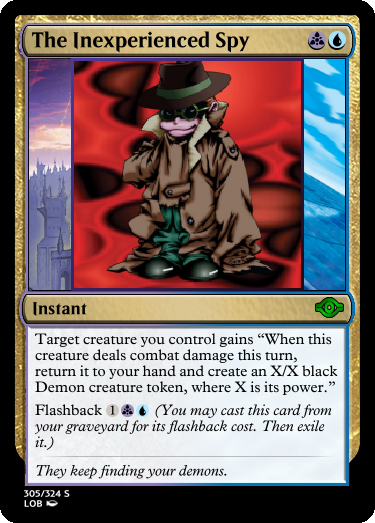 The Inexperienced Spy
Instant
Target creature you control gains “When this
creature deals combat damage this turn,
return it to your hand and create an X/X black
Demon creature token, where X is its power.”
Flashback 1 (You may cast this card from
your graveyard for its flashback cost. Then exile
it.)
They keep finding your demons.
305/324 S
LOB